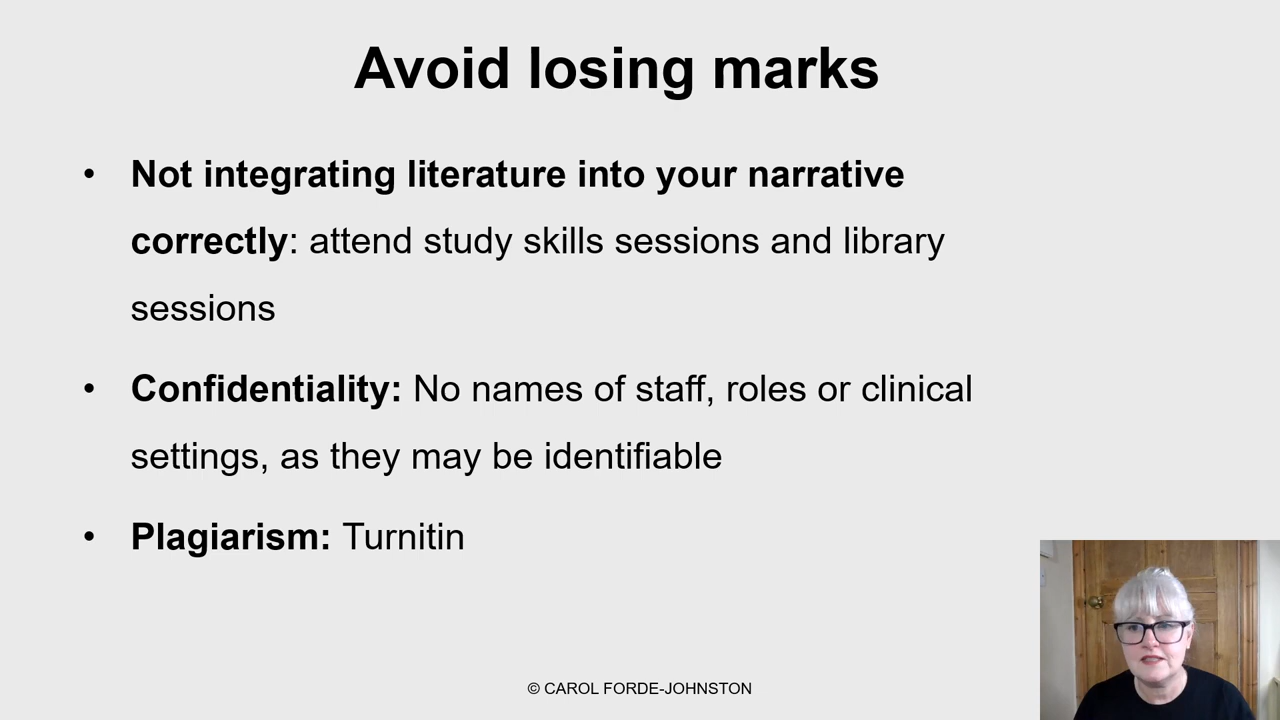 Avoid losing marks
• Not integrating literature into your narrative
correctly: attend study skills sessions and library
sessions
• Confidentiality: No names of staff, roles or clinical
settings, as they may be identifiable
• Plagiarism: Turnitin
© CAROL FORDE-JOHNSTON